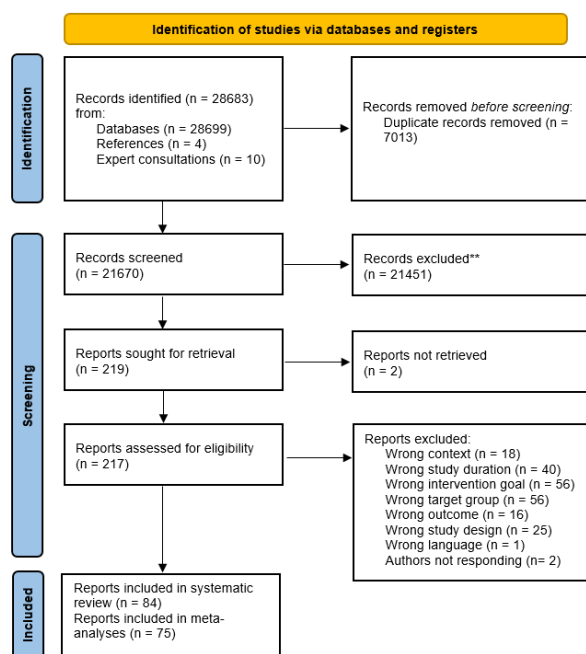 Identification of studies via databases and registers
Identification
Records identified (n = 28683)
from:
Databases (n = 28699)
References (n = 4)
Expert consultations (n = 10)
Records removed before screening:
Duplicate records removed (n =
7013)
Screening
Records screened
(n = 21670)
Records excluded**
(n = 21451)
Reports sought for retrieval
(n = 219)
Reports not retrieved
(n = 2)
Reports assessed for eligibility
(n = 217)
Reports excluded:
Wrong context (n = 18)
Wrong study duration (n = 40)
Wrong intervention goal (n = 56)
Wrong target group (n = 56)
Wrong outcome (n = 16)
Wrong study design (n = 25)
Wrong language (n = 1)
Authors not responding (n= 2)
Included
Reports included in systematic
review (n = 84)
Reports included in meta-
analyses (n = 75)